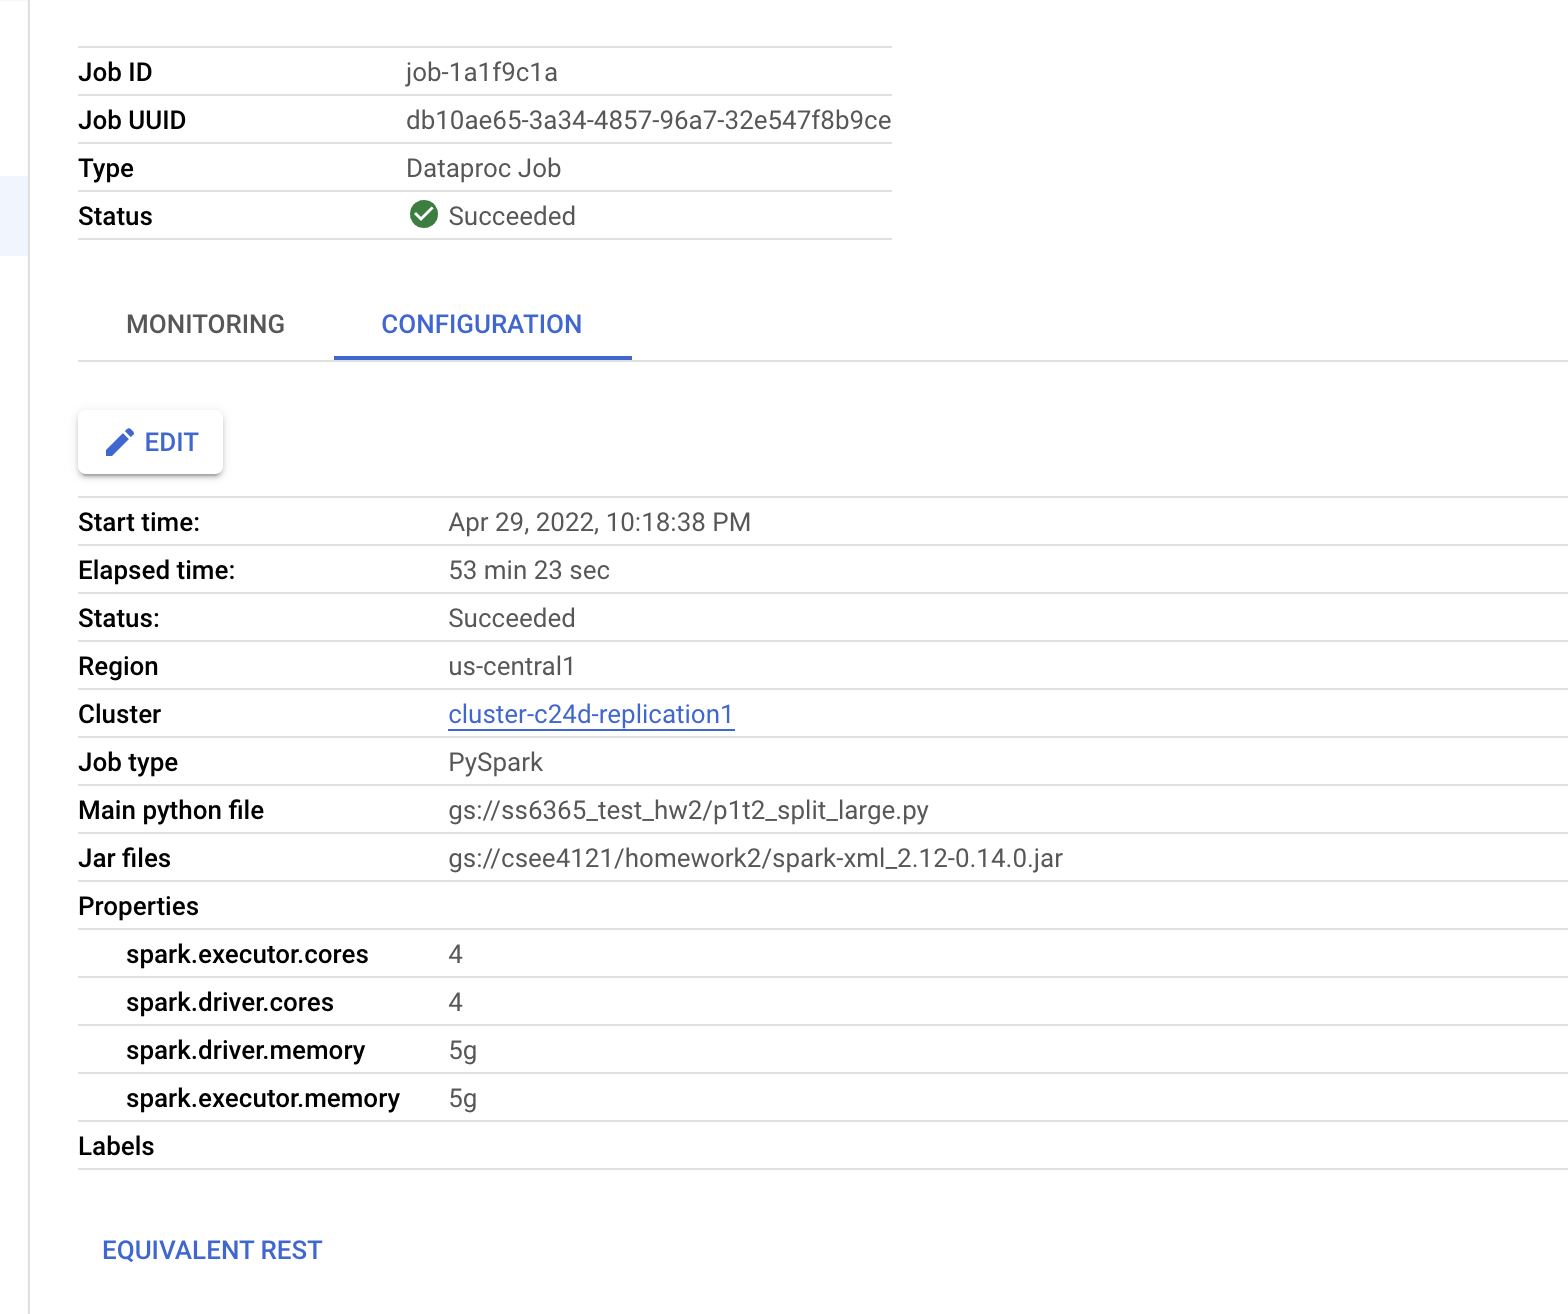 Job ID job-1a1f9c1a
Job UUID db10ae65-3a34-4857-96a7-32e547f8b9ce
Type Dataproc Job
Status Succeeded
MONITORING CONFIGURATION
EDIT
Start time: Apr 29, 2022, 10:18:38 PM
Elapsed time: 53 min 23 sec
Status: Succeeded
Region us-central1
Cluster cluster-c24d-replication1
Job type PySpark
Main python file gs://ss6365_test_hw2/p1t2_split_large.py
Jar files gs://csee4121/homework2/spark-xml_2.12-0.14.0.jar
Properties
spark.executor.cores 4
spark.driver.cores 4
spark.driver.memory 5g
spark.executor.memory 5g
Labels
EQUIVALENT REST